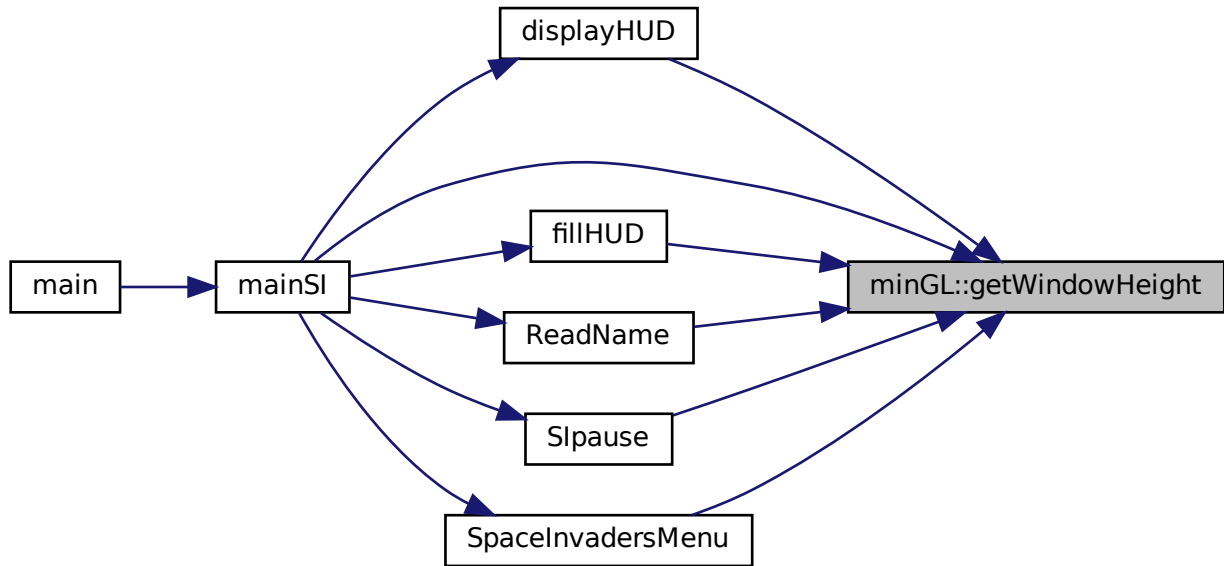 displayHUD
fillHUD
main
mainSI
minGL::getWindowHeight
ReadName
SIpause
SpaceInvadersMenu